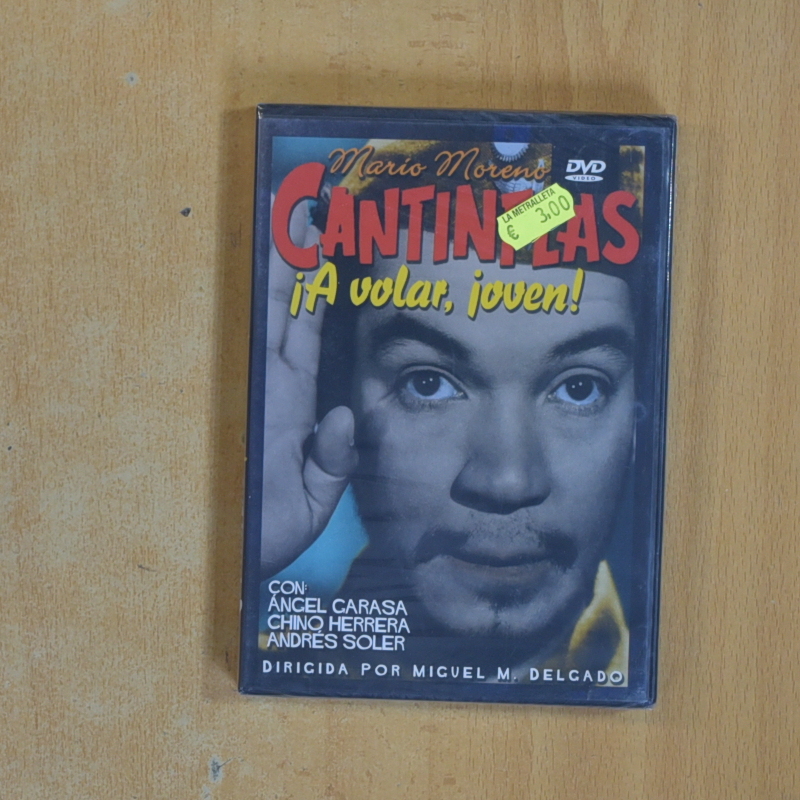 Mario Moreno
DVD
VIDEO
CANTINFLAS
LA METRALLETA
€ 3,00
¡A volar, joven!
CON:
ÁNGEL GARASA
CHINO HERRERA
ANDRÉS SOLER
DIRIGIDA POR MIGUEL M. DELGADO